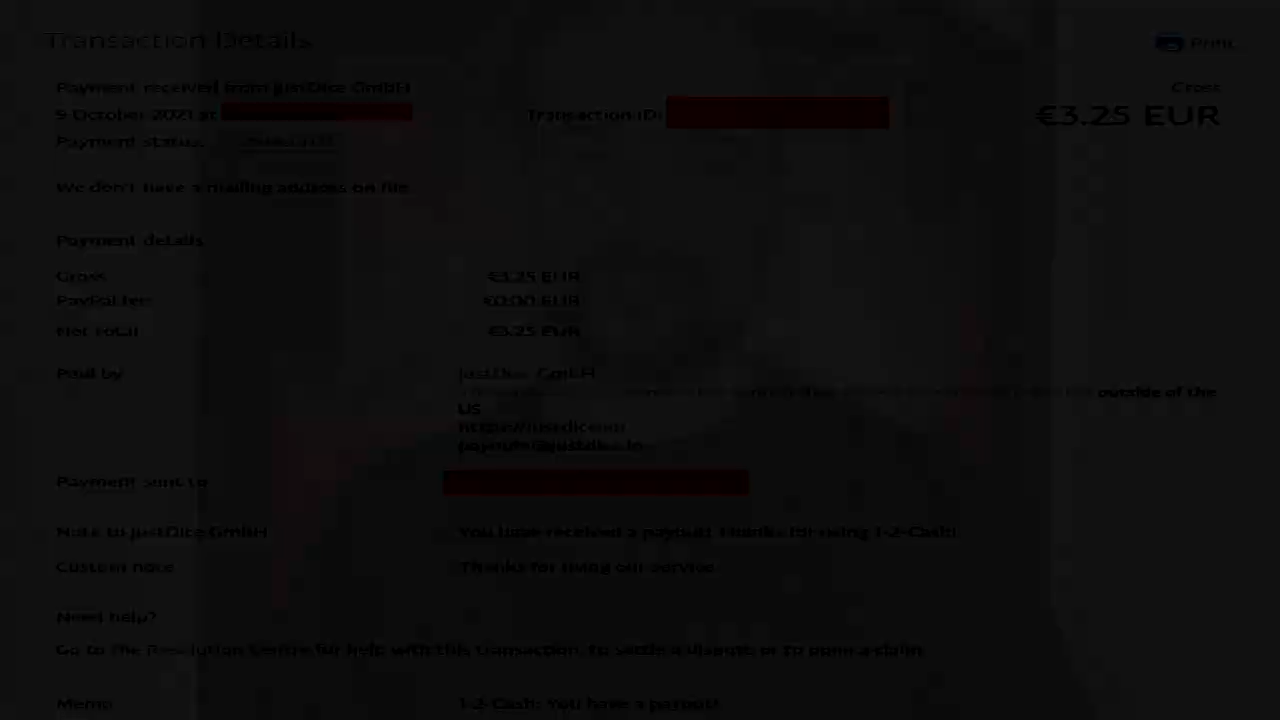 Transaction Details
Print
Payment received from justDice GmbH
Gross
9 October 2021 at
Transaction ID:
€3.25 EUR
Payment status:
We don't have a mailing address on file
Payment details
Gross €3.25 EUR
PayPal fee €0.00 EUR
Net total €3.25 EUR
Paid by justDice GmbH
outside of the
US
https://justdice.io
payouts@justdice.io
Payment sent to
Note to justDice GmbH You have received a payout! Thanks for using 1-2-Cash!
Custom note Thanks for using our service
Need help?
Go to the Resolution Centre for help with this transaction, to settle a dispute or to open a claim
Memo 1-2-Cash: You have a payout!